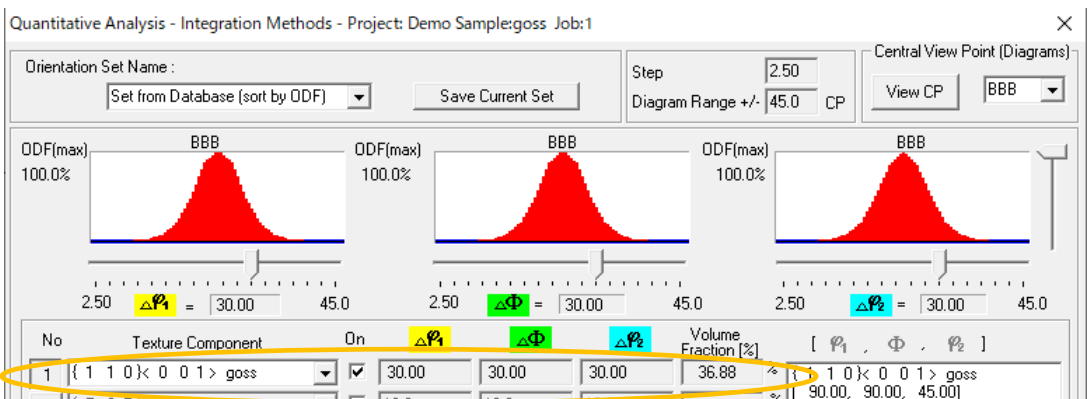 Quantitative Analysis - Integration Methods - Project: Demo Sample:goss Job:1
Orientation Set Name :
Set from Database (sort by ODF)
Save Current Set
Step 2.50
Diagram Range +/- 45.0 CP
Central View Point (Diagrams)
View CP
BBB
ODF(max) BBB
100.0%
ODF(max) BBB
100.0%
ODF(max) BBB
100.0%
2.50 △φ1 = 30.00 45.0
2.50 △Φ = 30.00 45.0
2.50 △φ2 = 30.00 45.0
No Texture Component On △φ1 △Φ △φ2 Volume Fraction [%] [ φ1 , Φ , φ2 ]
1 { 1 1 0}< 0 0 1> goss 30.00 30.00 30.00 36.88 %
{ 1 1 0}< 0 0 1> goss
90.00, 90.00, 45.00]